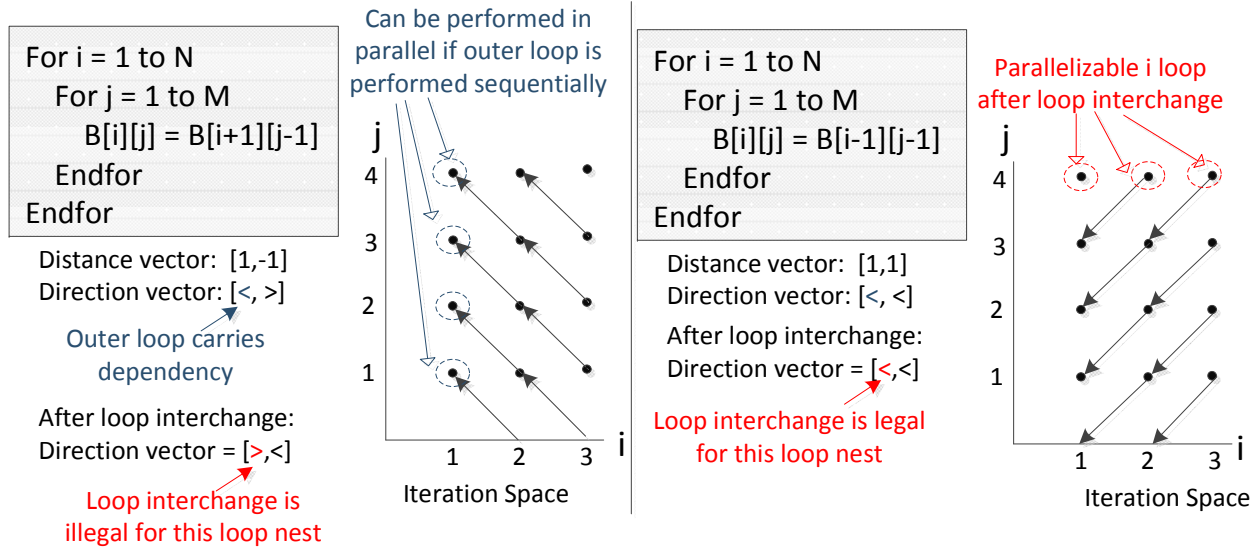 For i = 1 to N
For j = 1 to M
B[i][j] = B[i+1][j-1]
Endfor
Endfor
Distance vector: [1,-1]
Direction vector: [<, >]
Outer loop carries
dependency
After loop interchange:
Direction vector = [>,<]
Loop interchange is
illegal for this loop nest
Can be performed in
parallel if outer loop is
performed sequentially
j
4
3
2
1
i
1 2 3
Iteration Space
For i = 1 to N
For j = 1 to M
B[i][j] = B[i-1][j-1]
Endfor
Endfor
Distance vector: [1,1]
Direction vector: [<, <]
After loop interchange:
Direction vector = [<,<]
Loop interchange is legal
for this loop nest
Parallelizable i loop
after loop interchange
j
4
3
2
1
i
1 2 3
Iteration Space